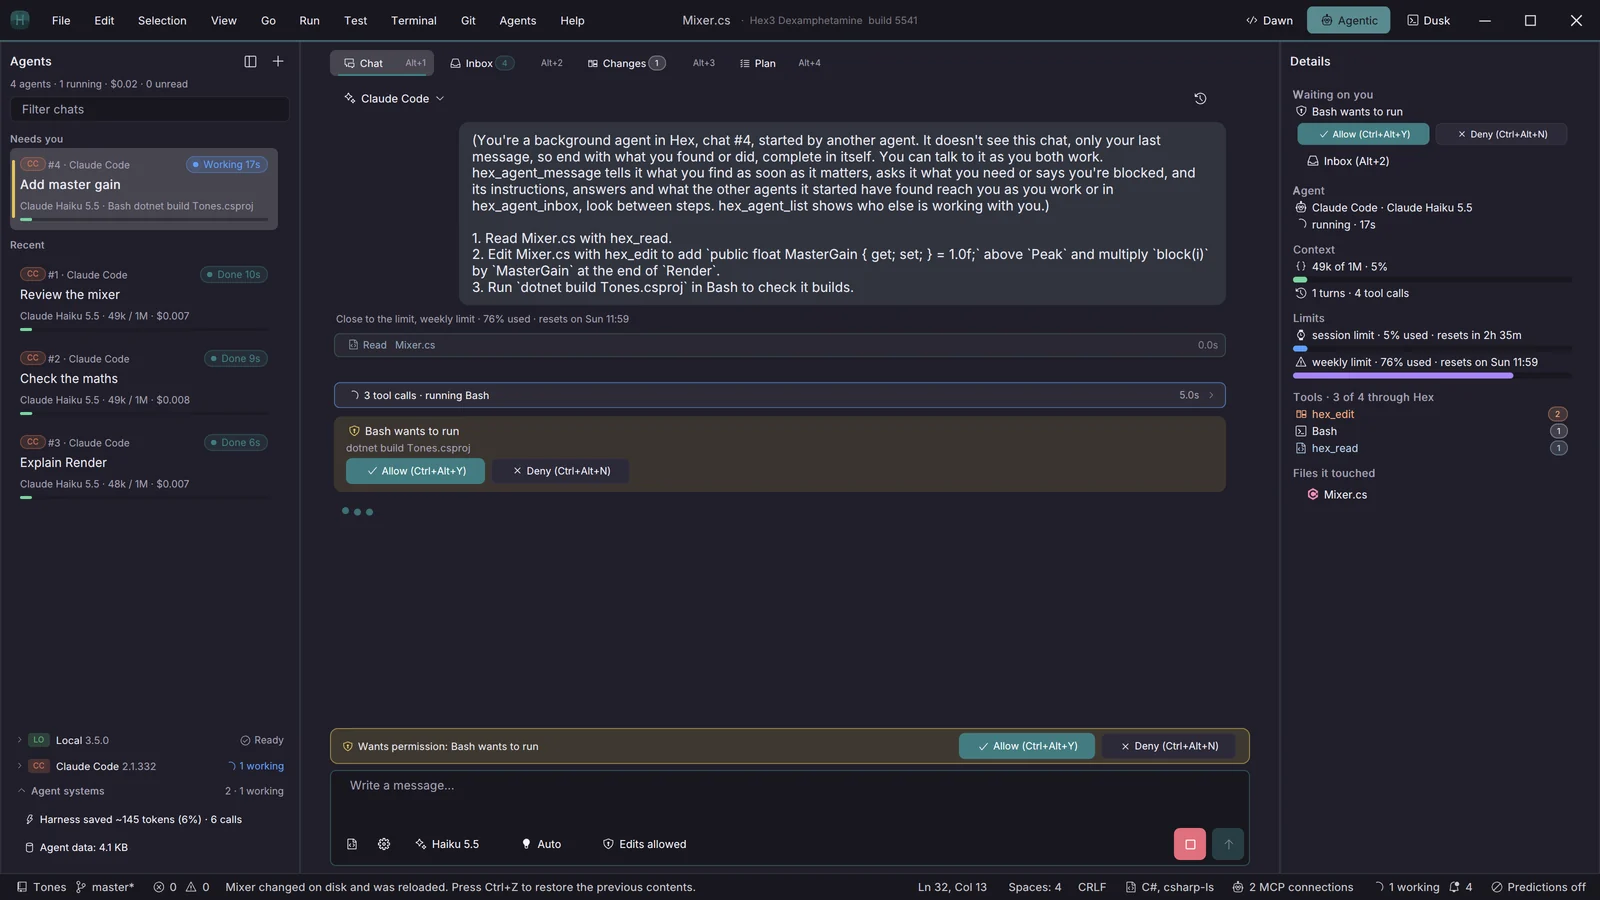 File Edit Selection View Go Run Test Terminal Git Agents Help
Mixer.cs · Hex3 Dexamphetamine build 5541
Dawn Agentic Dusk
Agents
4 agents · 1 running · $0.02 · 0 unread
Filter chats
Needs you
CC #4 · Claude Code Working 17s
Add master gain
Claude Haiku 5.5 · Bash dotnet build Tones.csproj
Recent
CC #1 · Claude Code Done 10s
Review the mixer
Claude Haiku 5.5 · 49k / 1M · $0.007
CC #2 · Claude Code Done 9s
Check the maths
Claude Haiku 5.5 · 49k / 1M · $0.008
CC #3 · Claude Code Done 6s
Explain Render
Claude Haiku 5.5 · 48k / 1M · $0.007
LO Local 3.5.0 Ready
CC Claude Code 2.1.332 1 working
Agent systems 2 · 1 working
Harness saved ~145 tokens (6%) · 6 calls
Agent data: 4.1 KB
Chat Alt+1 Inbox 4 Alt+2 Changes 1 Alt+3 Plan Alt+4
Claude Code
(You're a background agent in Hex, chat #4, started by another agent. It doesn't see this chat, only your last
message, so end with what you found or did, complete in itself. You can talk to it as you both work.
hex_agent_message tells it what you find as soon as it matters, asks it what you need or says you're blocked, and
its instructions, answers and what the other agents it started have found reach you as you work or in
hex_agent_inbox, look between steps. hex_agent_list shows who else is working with you.)
1. Read Mixer.cs with hex_read.
2. Edit Mixer.cs with hex_edit to add `public float MasterGain { get; set; } = 1.0f;` above `Peak` and multiply `block(i)`
by `MasterGain` at the end of `Render`.
3. Run `dotnet build Tones.csproj` in Bash to check it builds.
Close to the limit, weekly limit · 76% used · resets on Sun 11:59
Read Mixer.cs 0.0s
3 tool calls · running Bash 5.0s
Bash wants to run
dotnet build Tones.csproj
Allow (Ctrl+Alt+Y) Deny (Ctrl+Alt+N)
Wants permission: Bash wants to run Allow (Ctrl+Alt+Y) Deny (Ctrl+Alt+N)
Write a message...
Haiku 5.5 Auto Edits allowed
Details
Waiting on you
Bash wants to run
Allow (Ctrl+Alt+Y) Deny (Ctrl+Alt+N)
Inbox (Alt+2)
Agent
Claude Code · Claude Haiku 5.5
running · 17s
Context
49k of 1M · 5%
1 turns · 4 tool calls
Limits
session limit · 5% used · resets in 2h 35m
weekly limit · 76% used · resets on Sun 11:59
Tools · 3 of 4 through Hex
hex_edit 2
Bash 1
hex_read 1
Files it touched
Mixer.cs
Tones master* 0 0 Mixer changed on disk and was reloaded. Press Ctrl+Z to restore the previous contents.
Ln 32, Col 13 Spaces: 4 CRLF C#, csharp-ls 2 MCP connections 1 working 4 Predictions off